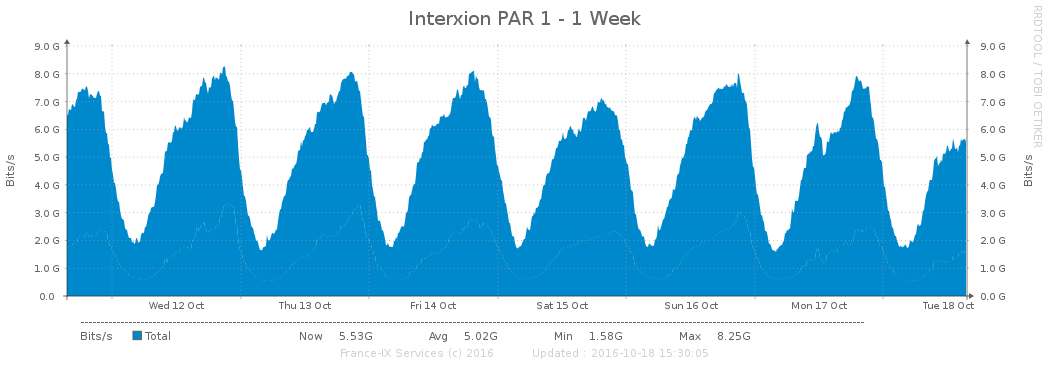 Interxion PAR 1 - 1 Week
RRDTOOL / TOBI OETIKER
Bits/s
9.0 G 9.0 G
8.0 G 8.0 G
7.0 G 7.0 G
6.0 G 6.0 G
5.0 G 5.0 G
4.0 G 4.0 G
3.0 G 3.0 G
2.0 G 2.0 G
1.0 G 1.0 G
0.0 0.0 G
Bits/s
Wed 12 Oct Thu 13 Oct Fri 14 Oct Sat 15 Oct Sun 16 Oct Mon 17 Oct Tue 18 Oct
Bits/s Total Now 5.53G Avg 5.02G Min 1.58G Max 8.25G
France-IX Services (c) 2016 Updated : 2016-10-18 15:30:05